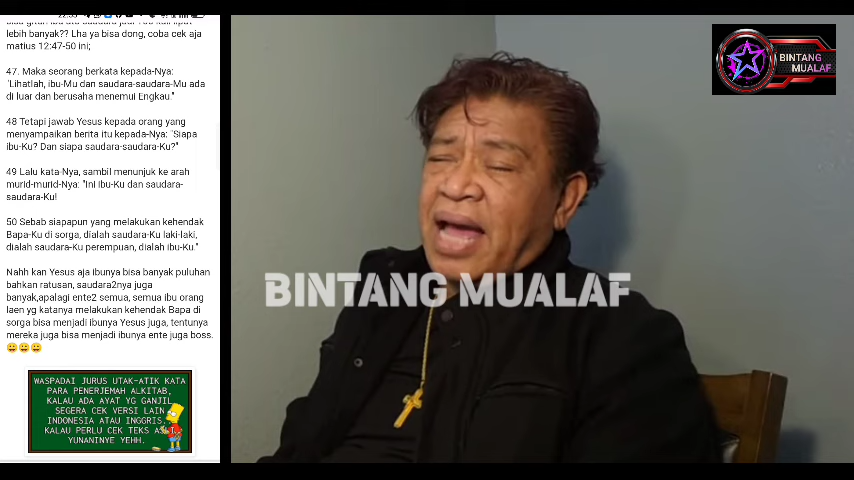 lebih banyak?? Lha ya bisa dong, coba cek aja
matius 12:47-50 ini;
47. Maka seorang berkata kepada-Nya:
"Lihatlah, ibu-Mu dan saudara-saudara-Mu ada
di luar dan berusaha menemui Engkau."
48 Tetapi jawab Yesus kepada orang yang
menyampaikan berita itu kepada-Nya: "Siapa
ibu-Ku? Dan siapa saudara-saudara-Ku?"
49 Lalu kata-Nya, sambil menunjuk ke arah
murid-murid-Nya: "Ini ibu-Ku dan saudara-
saudara-Ku!
50 Sebab siapapun yang melakukan kehendak
Bapa-Ku di sorga, dialah saudara-Ku laki-laki,
dialah saudara-Ku perempuan, dialah ibu-Ku."
Nahh kan Yesus aja ibunya bisa banyak puluhan
bahkan ratusan, saudara2nya juga
banyak,apalagi ente2 semua, semua ibu orang
laen yg katanya melakukan kehendak Bapa di
sorga bisa menjadi ibunya Yesus juga, tentunya
mereka juga bisa menjadi ibunya ente juga boss.
😀😀😀
WASPADAI JURUS UTAK-ATIK KATA
PARA PENERJEMAH ALKITAB,
KALAU ADA AYAT YG GANJIL
SEGERA CEK VERSI LAIN
INDONESIA ATAU INGGRIS.
KALAU PERLU CEK TEKS
YUNANINYE YEHH.
BINTANG
MUALAF
BINTANG MUALAF